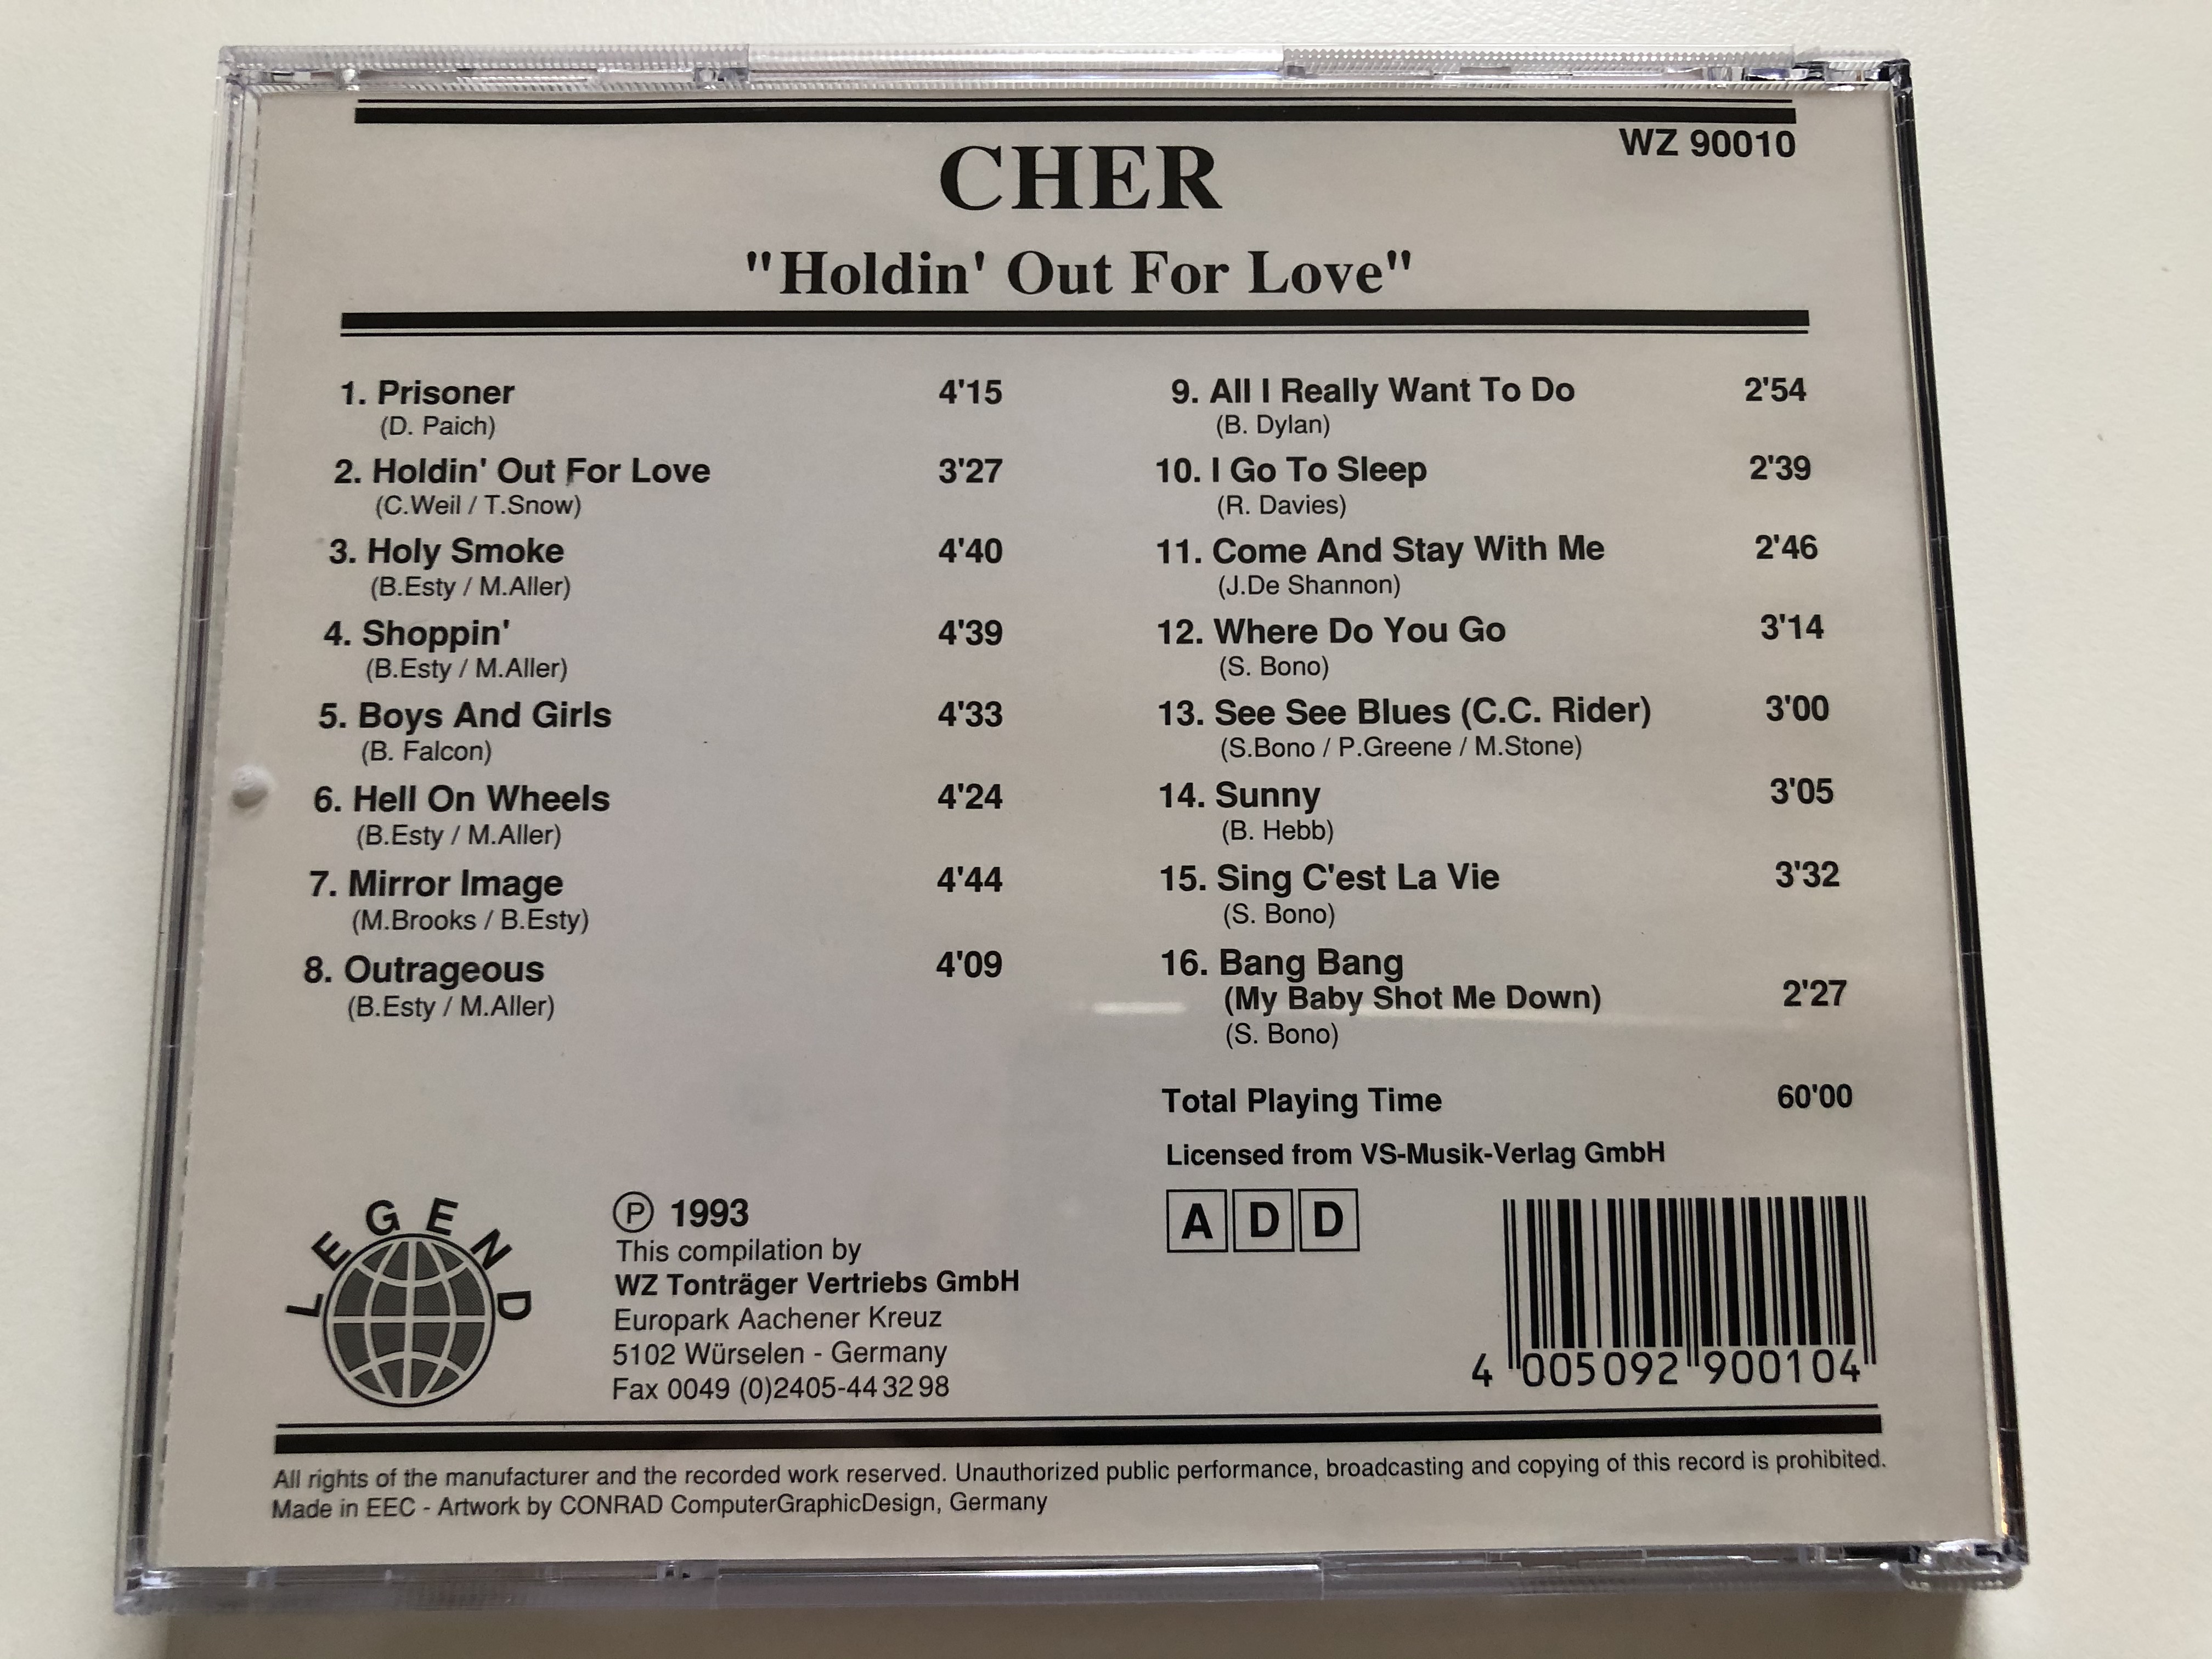 WZ 90010
CHER
"Holdin' Out For Love"
1. Prisoner 4'15
(D. Paich)
2. Holdin' Out For Love 3'27
(C.Weil / T.Snow)
3. Holy Smoke 4'40
(B.Esty / M.Aller)
4. Shoppin' 4'39
(B.Esty / M.Aller)
5. Boys And Girls 4'33
(B. Falcon)
6. Hell On Wheels 4'24
(B.Esty / M.Aller)
7. Mirror Image 4'44
(M.Brooks / B.Esty)
8. Outrageous 4'09
(B.Esty / M.Aller)
9. All I Really Want To Do 2'54
(B. Dylan)
10. I Go To Sleep 2'39
(R. Davies)
11. Come And Stay With Me 2'46
(J.De Shannon)
12. Where Do You Go 3'14
(S. Bono)
13. See See Blues (C.C. Rider) 3'00
(S.Bono / P.Greene / M.Stone)
14. Sunny 3'05
(B. Hebb)
15. Sing C'est La Vie 3'32
(S. Bono)
16. Bang Bang
(My Baby Shot Me Down) 2'27
(S. Bono)
Total Playing Time 60'00
Licensed from VS-Musik-Verlag GmbH
A D D
LEGEND
Ⓟ 1993
This compilation by
WZ Tonträger Vertriebs GmbH
Europark Aachener Kreuz
5102 Würselen - Germany
Fax 0049 (0)2405-44 32 98
4 005092 900104
All rights of the manufacturer and the recorded work reserved. Unauthorized public performance, broadcasting and copying of this record is prohibited.
Made in EEC - Artwork by CONRAD ComputerGraphicDesign, Germany